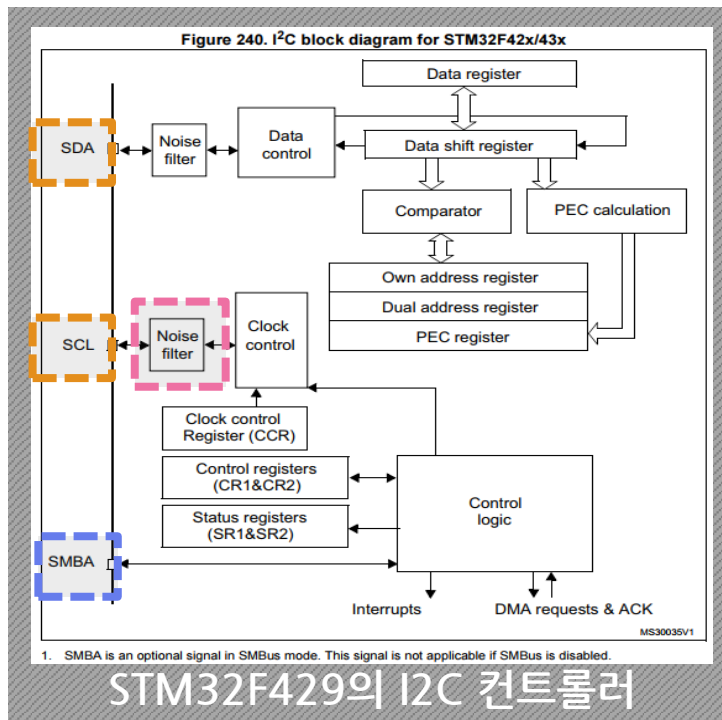 Figure 240. I²C block diagram for STM32F42x/43x
Data register
SDA
Noise
filter
Data
control
Data shift register
Comparator
PEC calculation
Own address register
Dual address register
PEC register
SCL
Noise
filter
Clock
control
Clock control
Register (CCR)
Control registers
(CR1&CR2)
Status registers
(SR1&SR2)
Control
logic
SMBA
Interrupts
DMA requests & ACK
MS30035V1
1. SMBA is an optional signal in SMBus mode. This signal is not applicable if SMBus is disabled.
STM32F429의 I2C 컨트롤러